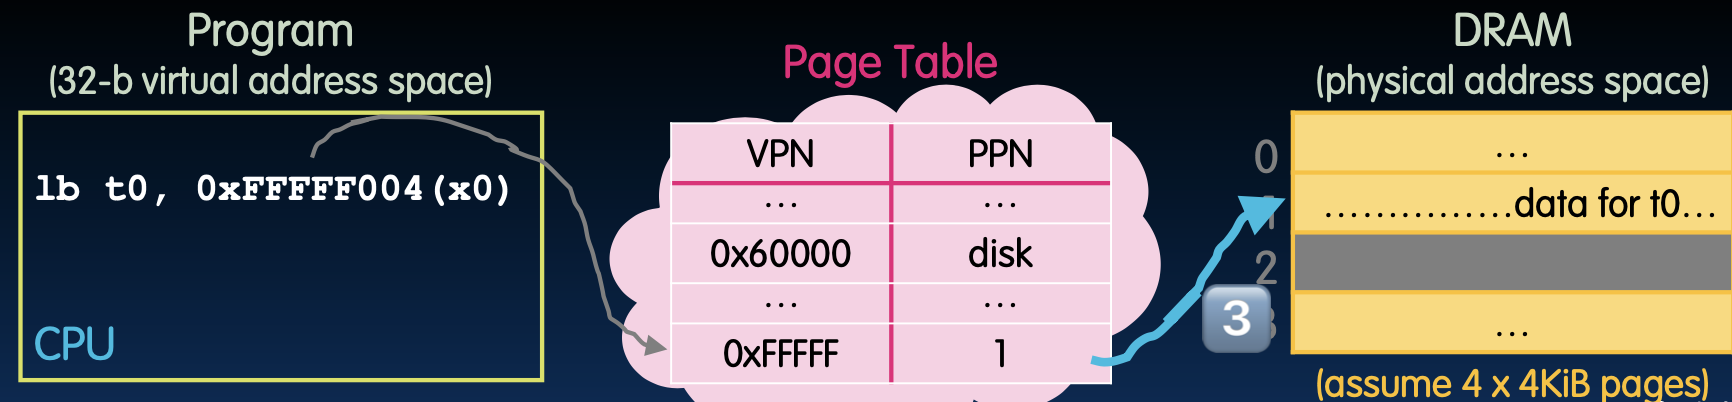 Program
(32-b virtual address space)
lb t0, 0xFFFFF004(x0)
CPU
Page Table
VPN PPN
... ...
0x60000 disk
... ...
0xFFFFF 1
3
DRAM
(physical address space)
0 ...
1 ...............data for t0...
2
3 ...
(assume 4 x 4KiB pages)